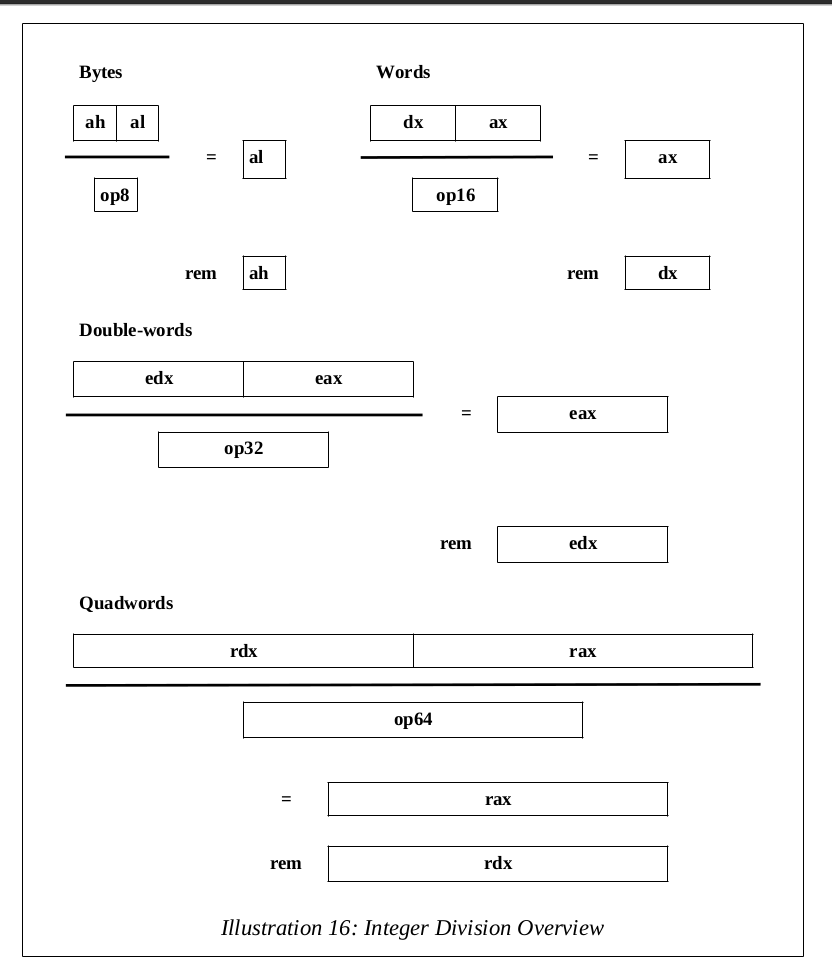 Bytes Words
ah al dx ax
= al = ax
op8 op16
rem ah rem dx
Double-words
edx eax
= eax
op32
rem edx
Quadwords
rdx rax
op64
= rax
rem rdx
Illustration 16: Integer Division Overview